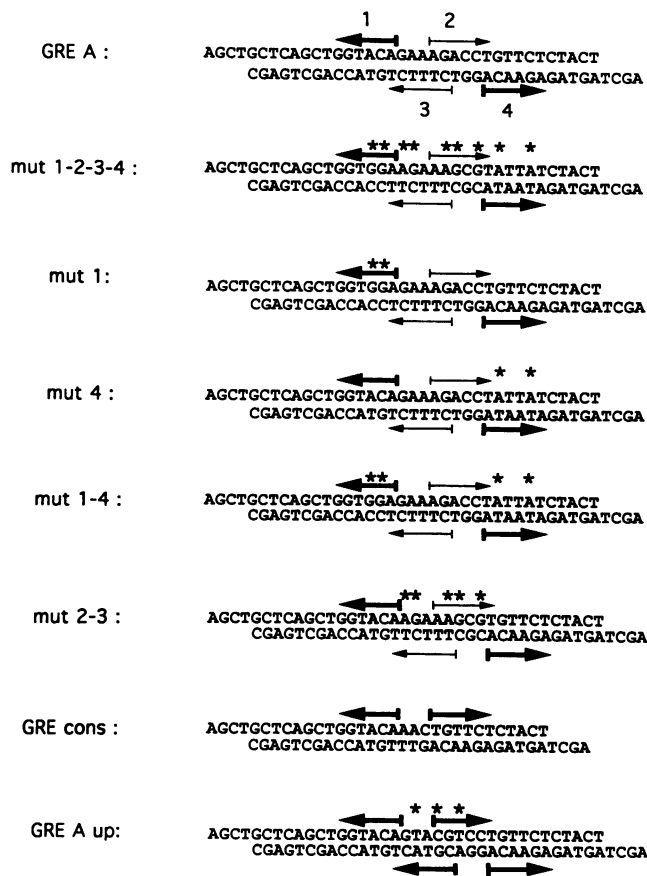 1 2
GRE A : AGCTGCTCAGCTGGTACAGAAAGACCTGTTCTCTACT
CGAGTCGACCATGTCTTTCTGGACAAGAGATGATCGA
3 4
** ** ** * * *
mut 1-2-3-4 : AGCTGCTCAGCTGGTGGAAGAAAGCGTATTATCTACT
CGAGTCGACCACCTTCTTTCGCATAATAGATGATCGA
**
mut 1: AGCTGCTCAGCTGGTGGAGAAAGACCTGTTCTCTACT
CGAGTCGACCACCTCTTTCTGGACAAGAGATGATCGA
* *
mut 4 : AGCTGCTCAGCTGGTACAGAAAGACCTATTATCTACT
CGAGTCGACCATGTCTTTCTGGATAATAGATGATCGA
** * *
mut 1-4 : AGCTGCTCAGCTGGTGGAGAAAGACCTATTATCTACT
CGAGTCGACCACCTCTTTCTGGATAATAGATGATCGA
** ** *
mut 2-3 : AGCTGCTCAGCTGGTACAAGAAAGCGTGTTCTCTACT
CGAGTCGACCATGTTCTTTCGCACAAGAGATGATCGA
GRE cons : AGCTGCTCAGCTGGTACAAACTGTTCTCTACT
CGAGTCGACCATGTTTGACAAGAGATGATCGA
* * *
GRE A up: AGCTGCTCAGCTGGTACAGTACGTCCTGTTCTCTACT
CGAGTCGACCATGTCATGCAGGACAAGAGATGATCGA